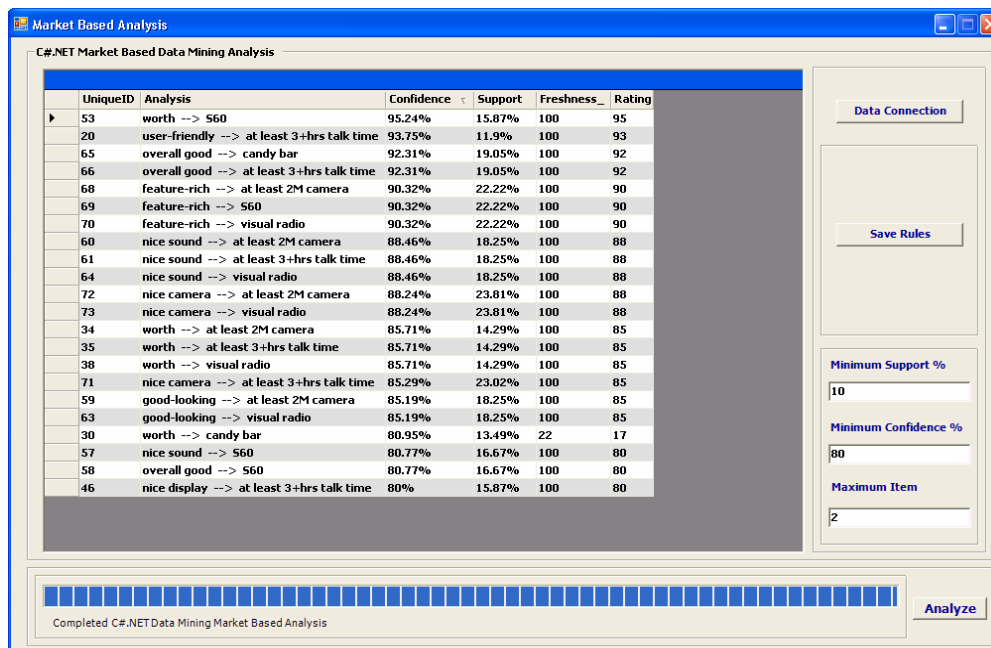 Market Based Analysis
C#.NET Market Based Data Mining Analysis
UniqueID Analysis Confidence Support Freshness_ Rating
53 worth --> S60 95.24% 15.87% 100 95
20 user-friendly --> at least 3+hrs talk time 93.75% 11.9% 100 93
65 overall good --> candy bar 92.31% 19.05% 100 92
66 overall good --> at least 3+hrs talk time 92.31% 19.05% 100 92
68 feature-rich --> at least 2M camera 90.32% 22.22% 100 90
69 feature-rich --> S60 90.32% 22.22% 100 90
70 feature-rich --> visual radio 90.32% 22.22% 100 90
60 nice sound --> at least 2M camera 88.46% 18.25% 100 88
61 nice sound --> at least 3+hrs talk time 88.46% 18.25% 100 88
64 nice sound --> visual radio 88.46% 18.25% 100 88
72 nice camera --> at least 2M camera 88.24% 23.81% 100 88
73 nice camera --> visual radio 88.24% 23.81% 100 88
34 worth --> at least 2M camera 85.71% 14.29% 100 85
35 worth --> at least 3+hrs talk time 85.71% 14.29% 100 85
38 worth --> visual radio 85.71% 14.29% 100 85
71 nice camera --> at least 3+hrs talk time 85.29% 23.02% 100 85
59 good-looking --> at least 2M camera 85.19% 18.25% 100 85
63 good-looking --> visual radio 85.19% 18.25% 100 85
30 worth --> candy bar 80.95% 13.49% 22 17
57 nice sound --> S60 80.77% 16.67% 100 80
58 overall good --> S60 80.77% 16.67% 100 80
46 nice display --> at least 3+hrs talk time 80% 15.87% 100 80
Data Connection
Save Rules
Minimum Support %
10
Minimum Confidence %
80
Maximum Item
2
Completed C#.NET Data Mining Market Based Analysis
Analyze